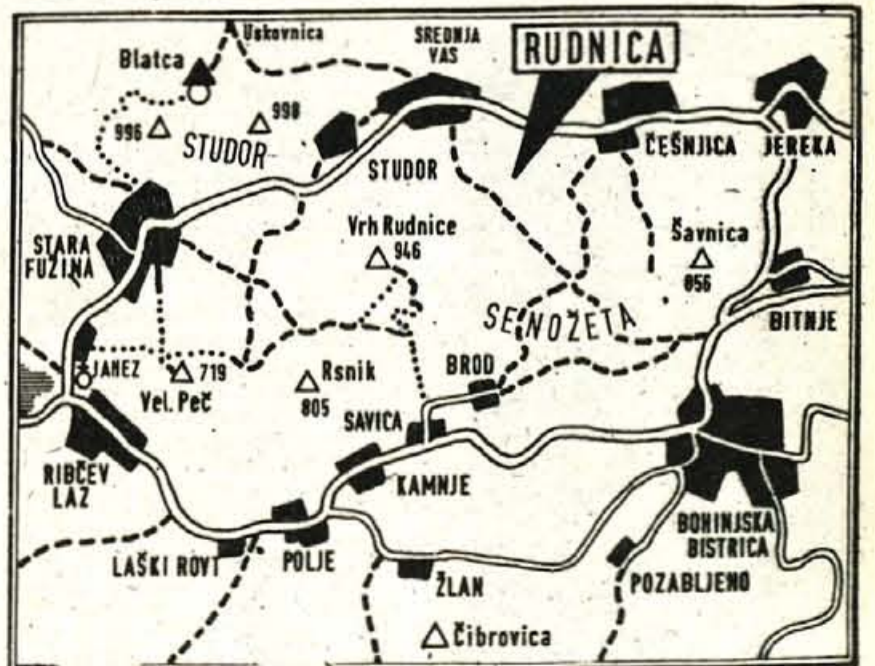 Uskovnica
Blatca
SREDNJA
VAS
RUDNICA
996
998
STUDOR
STUDOR
ČEŠNJICA
JEREKA
STARA
FUŽINA
Vrh Rudnice
946
Šavnica
856
SENOŽETA
BITNJE
JANEZ
719
Vel. Peč
Rsnik
805
BROD
SAVICA
KAMNJE
RIBČEV
LAZ
LAŠKI ROVT
POLJE
ŽLAN
BOHINJSKA
BISTRICA
POZABLJENO
Čibrovica